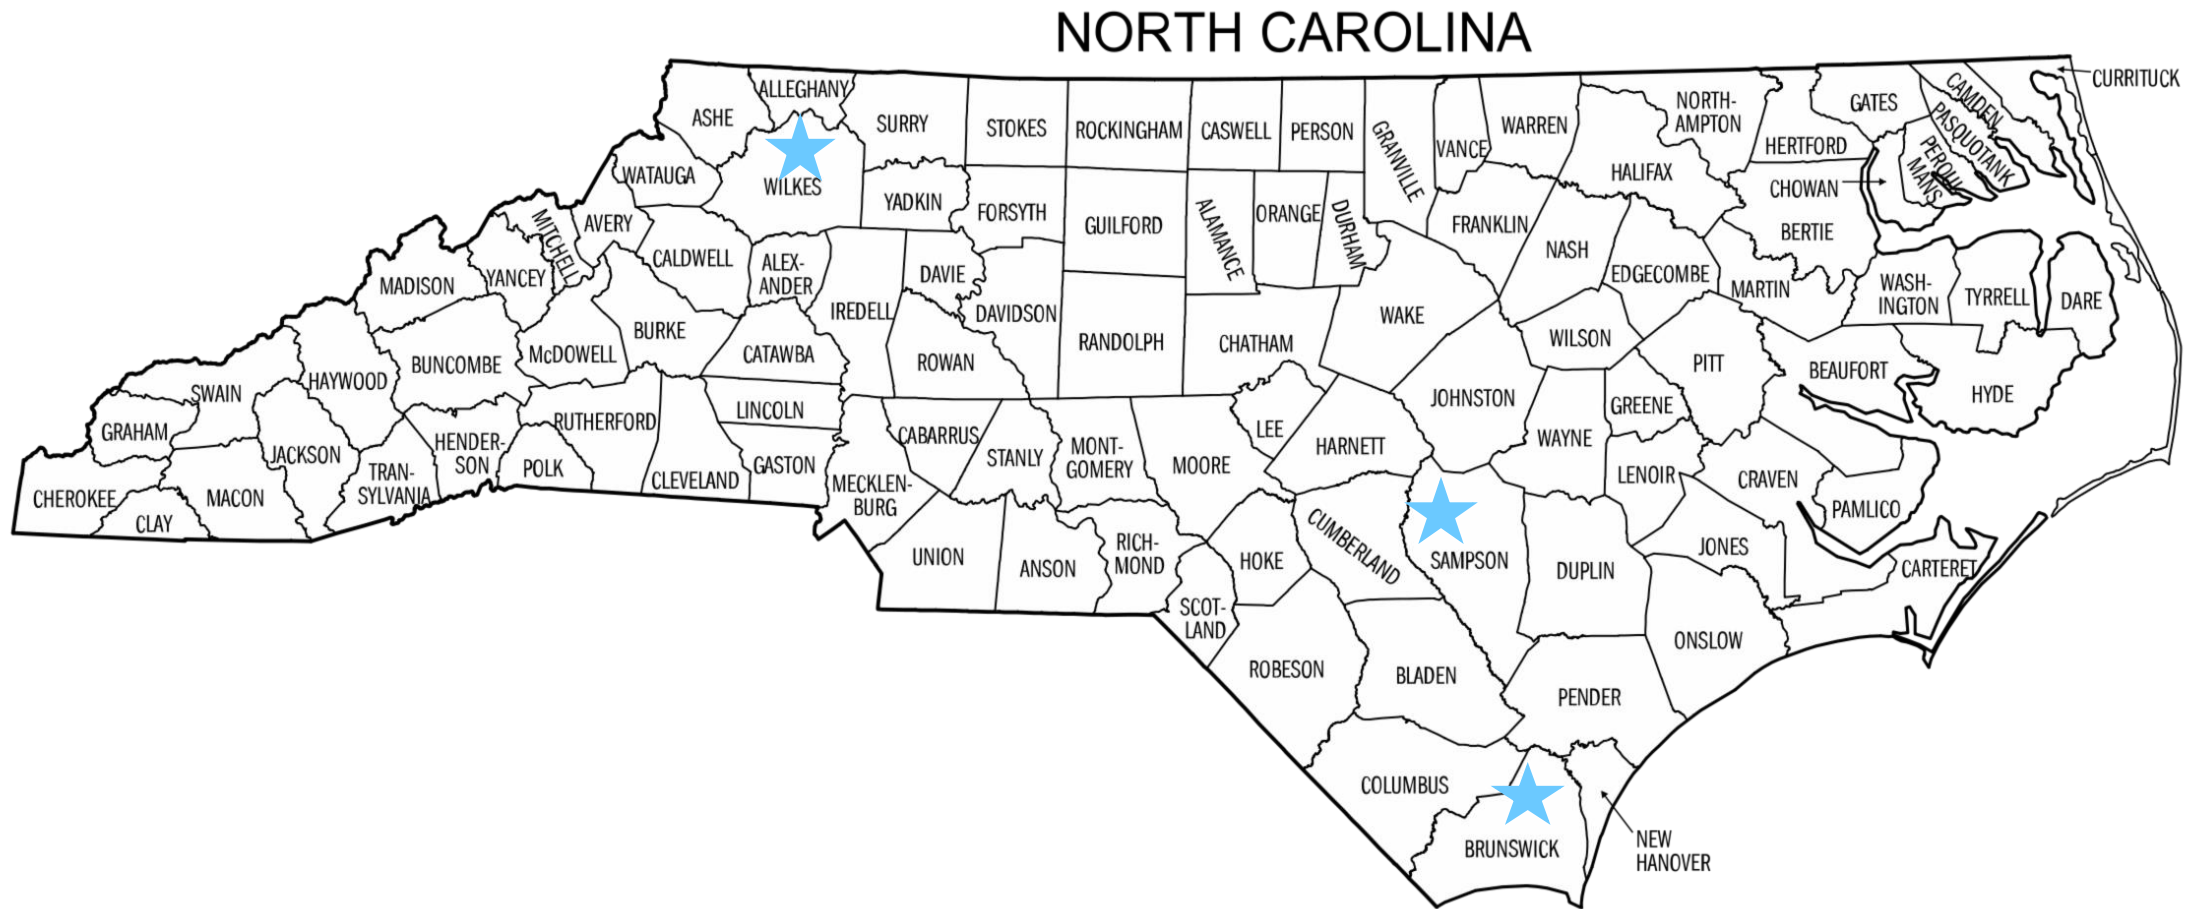 NORTH CAROLINA
ALLEGHANY
ASHE
SURRY
STOKES
ROCKINGHAM
CASWELL
PERSON
GRANVILLE
VANCE
WARREN
NORTH-
AMPTON
GATES
CAMDEN
CURRITUCK
PASQUOTANK
PERQUI
MANS
HERTFORD
HALIFAX
CHOWAN
BERTIE
WATAUGA
WILKES
YADKIN
FORSYTH
GUILFORD
ALAMANCE
ORANGE
DURHAM
FRANKLIN
NASH
EDGECOMBE
MARTIN
WASH-
INGTON
TYRRELL
DARE
AVERY
MITCHELL
YANCEY
MADISON
CALDWELL
ALEX-
ANDER
IREDELL
DAVIE
DAVIDSON
RANDOLPH
CHATHAM
WAKE
WILSON
PITT
BEAUFORT
HYDE
BURKE
McDOWELL
BUNCOMBE
HAYWOOD
SWAIN
GRAHAM
CATAWBA
ROWAN
LINCOLN
RUTHERFORD
CLEVELAND
GASTON
CABARRUS
STANLY
MONT-
GOMERY
MOORE
LEE
HARNETT
JOHNSTON
WAYNE
GREENE
LENOIR
CRAVEN
PAMLICO
JACKSON
TRAN-
SYLVANIA
HENDER-
SON
POLK
CHEROKEE
CLAY
MACON
MECKLEN-
BURG
UNION
ANSON
RICH-
MOND
SCOT-
LAND
HOKE
CUMBERLAND
SAMPSON
DUPLIN
JONES
CARTERET
ONSLOW
ROBESON
BLADEN
PENDER
COLUMBUS
BRUNSWICK
NEW
HANOVER